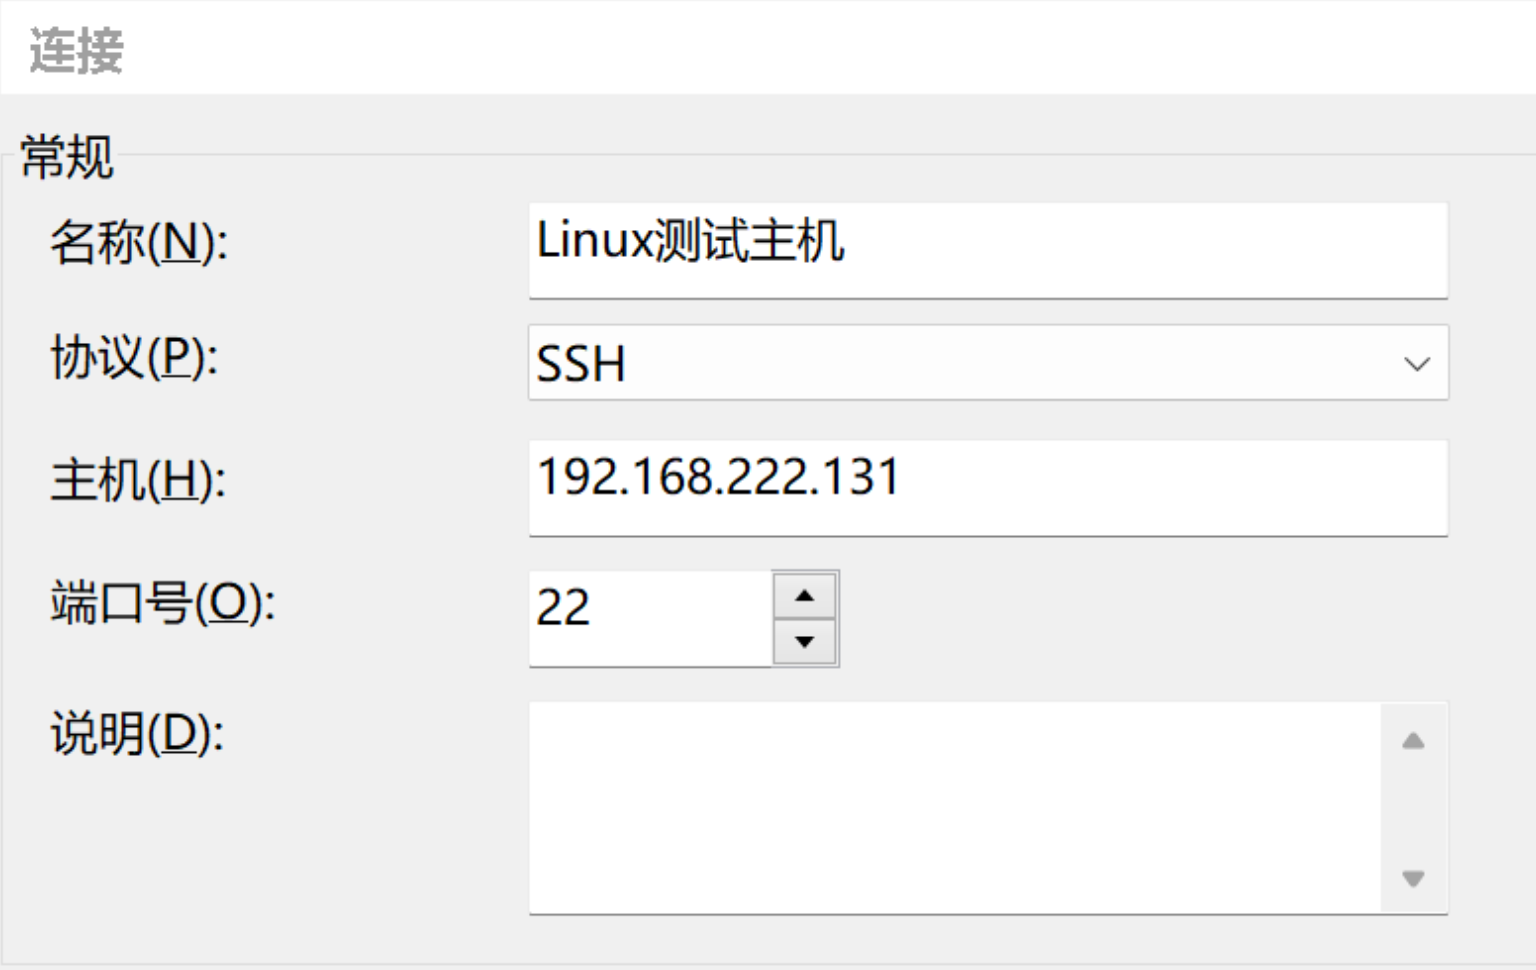 连接
常规
名称(N): Linux测试主机
协议(P): SSH
主机(H): 192.168.222.131
端口号(O): 22
说明(D):